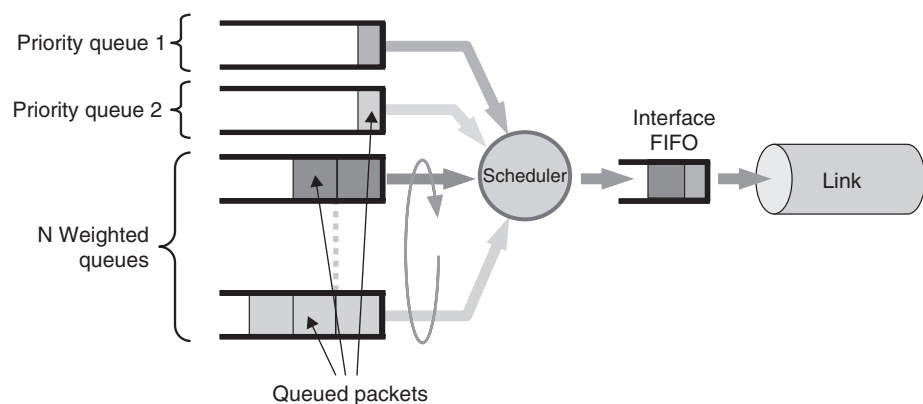 Priority queue 1
Priority queue 2
N Weighted
queues
Scheduler
Interface
FIFO
Link
Queued packets